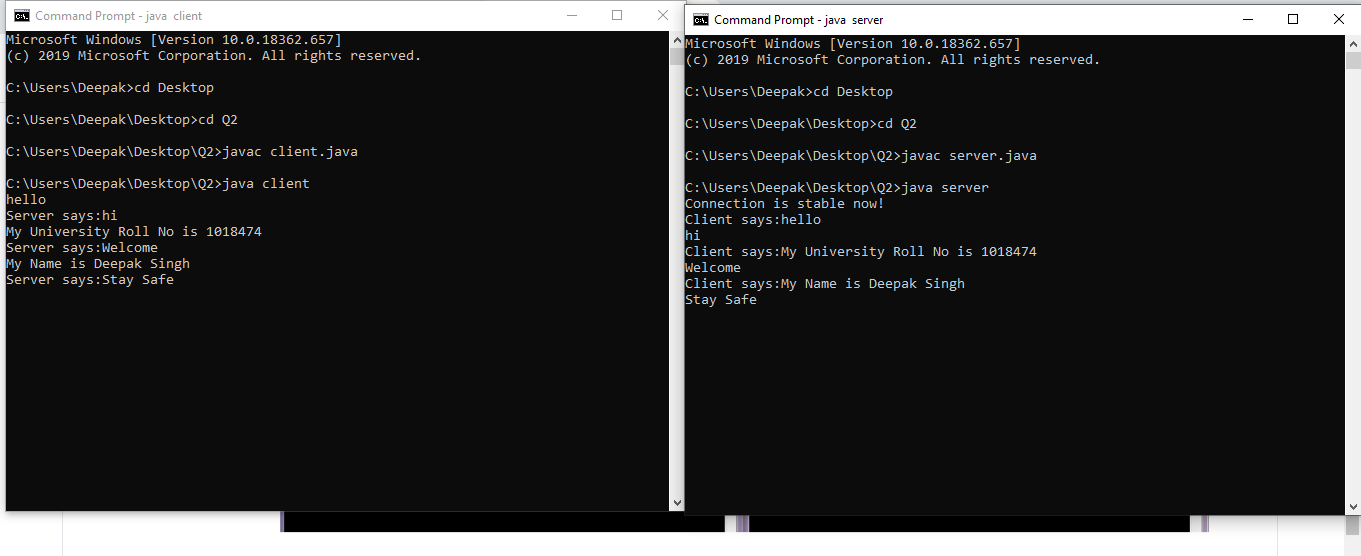 Command Prompt - java  client
Microsoft Windows [Version 10.0.18362.657]
(c) 2019 Microsoft Corporation. All rights reserved.
C:\Users\Deepak>cd Desktop
C:\Users\Deepak\Desktop>cd Q2
C:\Users\Deepak\Desktop\Q2>javac client.java
C:\Users\Deepak\Desktop\Q2>java client
hello
Server says:hi
My University Roll No is 1018474
Server says:Welcome
My Name is Deepak Singh
Server says:Stay Safe
Command Prompt - java  server
Microsoft Windows [Version 10.0.18362.657]
(c) 2019 Microsoft Corporation. All rights reserved.
C:\Users\Deepak>cd Desktop
C:\Users\Deepak\Desktop>cd Q2
C:\Users\Deepak\Desktop\Q2>javac server.java
C:\Users\Deepak\Desktop\Q2>java server
Connection is stable now!
Client says:hello
hi
Client says:My University Roll No is 1018474
Welcome
Client says:My Name is Deepak Singh
Stay Safe